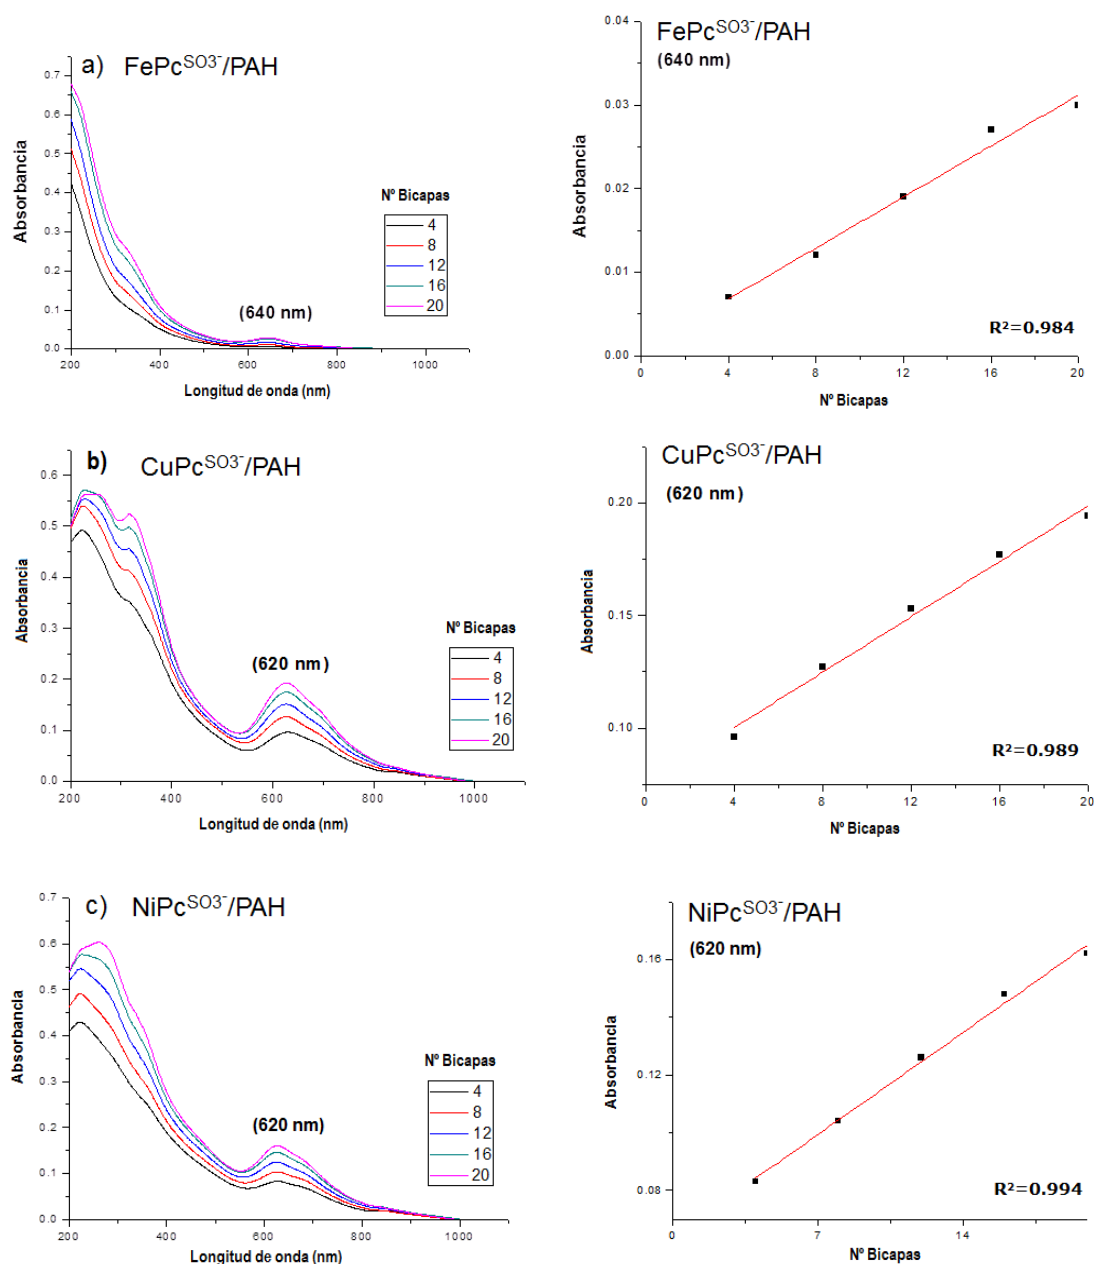 a) FePcSO3-/PAH
0.7
0.6
0.5
0.4
0.3
0.2
0.1
0.0
Absorbancia
Nº Bicapas
4
8
12
16
20
(640 nm)
200 400 600 800 1000
Longitud de onda (nm)
FePcSO3-/PAH
(640 nm)
0.04
0.03
0.02
0.01
0.00
Absorbancia
R²=0.984
0 4 8 12 16 20
Nº Bicapas
b) CuPcSO3-/PAH
0.6
0.5
0.4
0.3
0.2
0.1
0.0
Absorbancia
Nº Bicapas
4
8
12
16
20
(620 nm)
200 400 600 800 1000
Longitud de onda (nm)
CuPcSO3-/PAH
(620 nm)
0.20
0.15
0.10
Absorbancia
R²=0.989
0 4 8 12 16 20
Nº Bicapas
c) NiPcSO3-/PAH
0.7
0.6
0.5
0.4
0.3
0.2
0.1
0.0
Absorbancia
Nº Bicapas
4
8
12
16
20
(620 nm)
200 400 600 800 1000
Longitud de onda (nm)
NiPcSO3-/PAH
(620 nm)
0.16
0.12
0.08
Absorbancia
R²=0.994
0 7 14
Nº Bicapas